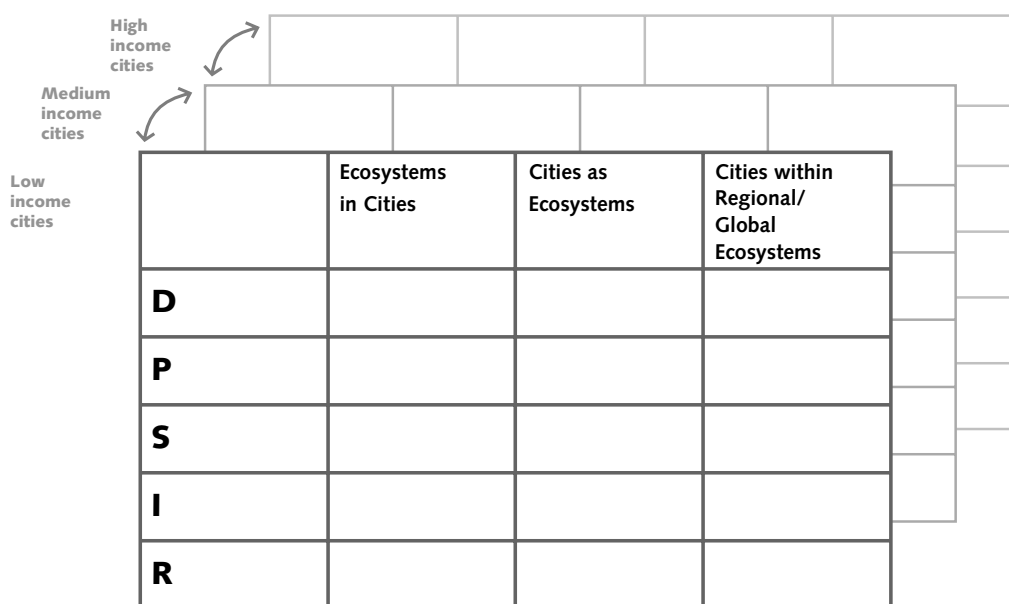 High
income
cities
Medium
income
cities
Low
income
cities
Ecosystems
in Cities
Cities as
Ecosystems
Cities within
Regional/
Global
Ecosystems
D
P
S
I
R